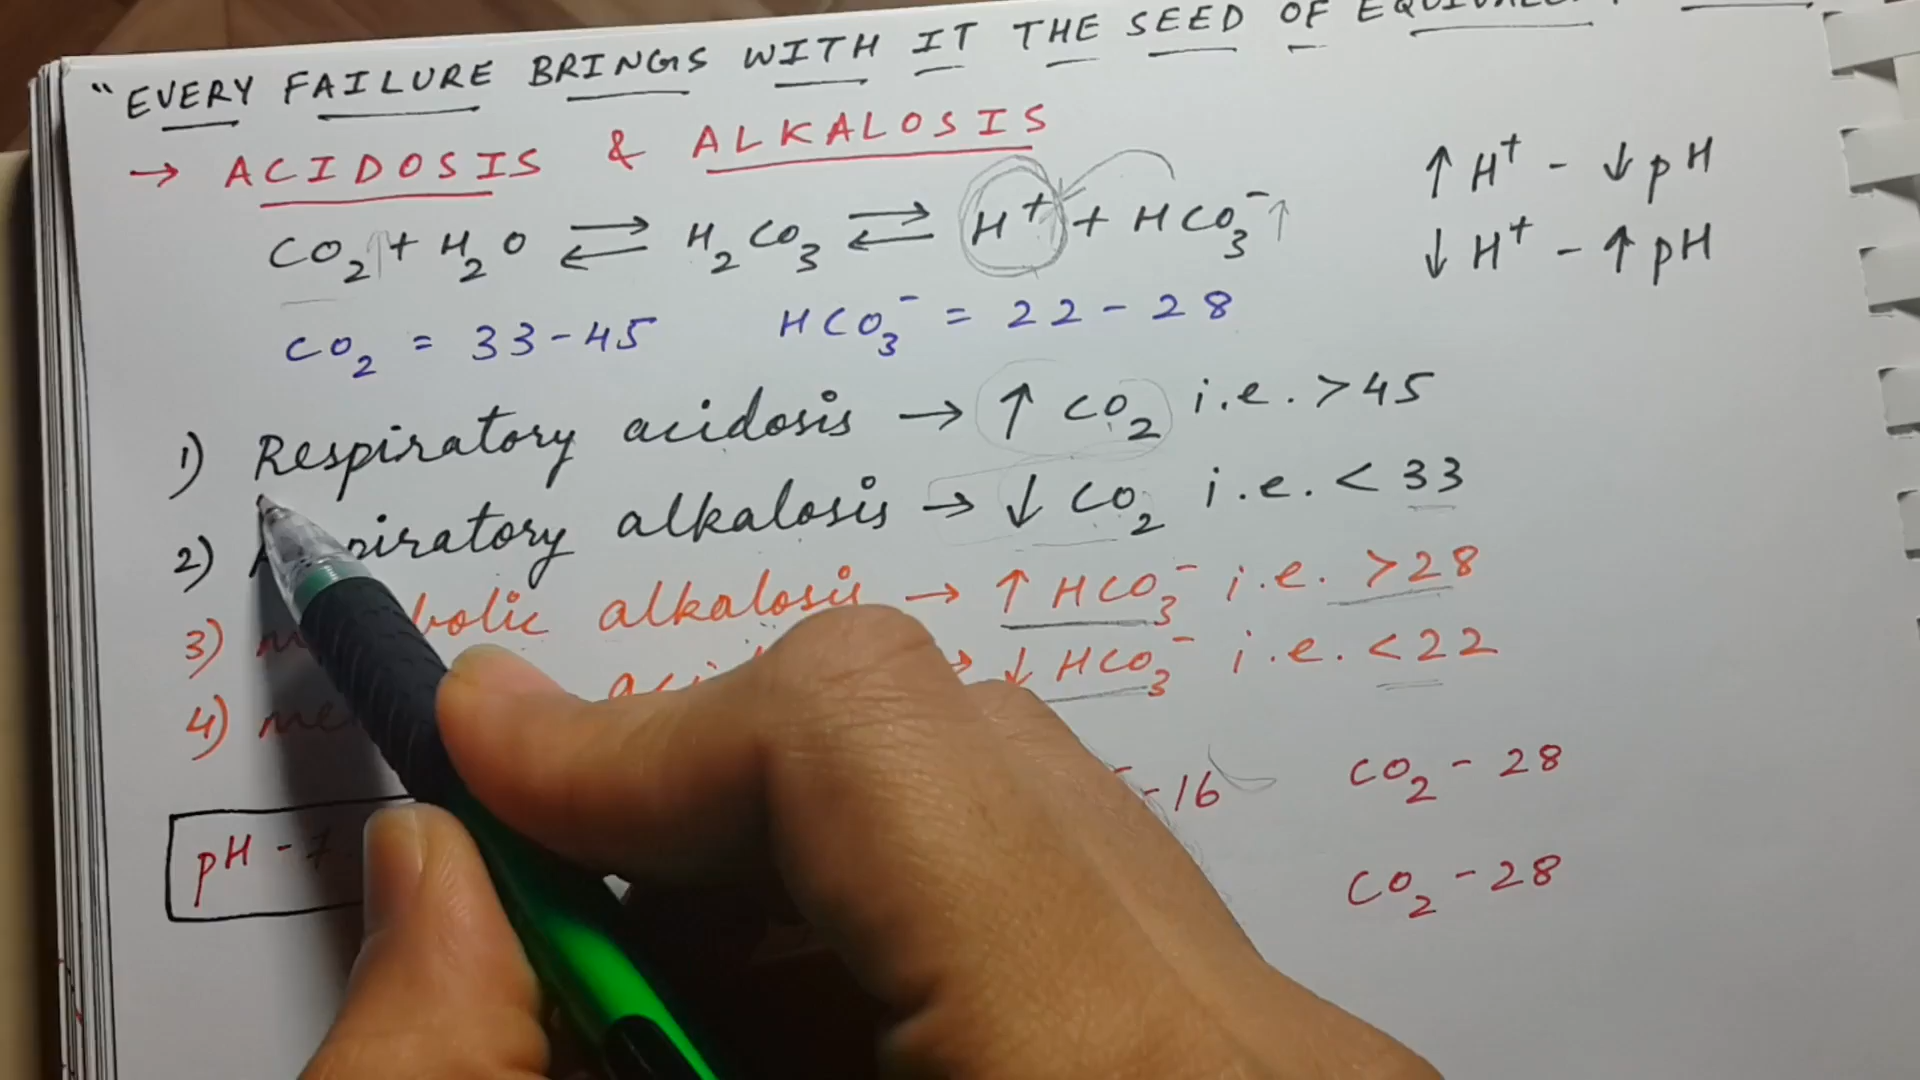 "EVERY FAILURE BRINGS WITH IT THE SEED OF
→ ACIDOSIS & ALKALOSIS
CO₂↑ + H₂O ⇌ H₂CO₃ ⇌ H⁺ + HCO₃⁻ ↑
↑ H⁺ - ↓ pH
↓ H⁺ - ↑ pH
CO₂ = 33-45 HCO₃⁻ = 22-28
1) Respiratory acidosis → ↑ CO₂ i.e. >45
2) alkalosis → ↓ CO₂ i.e. < 33
3) alkalosis → ↑ HCO₃⁻ i.e. >28
4) → ↓ HCO₃⁻ i.e. <22
pH - 7 - 16 CO₂ - 28
CO₂ - 28